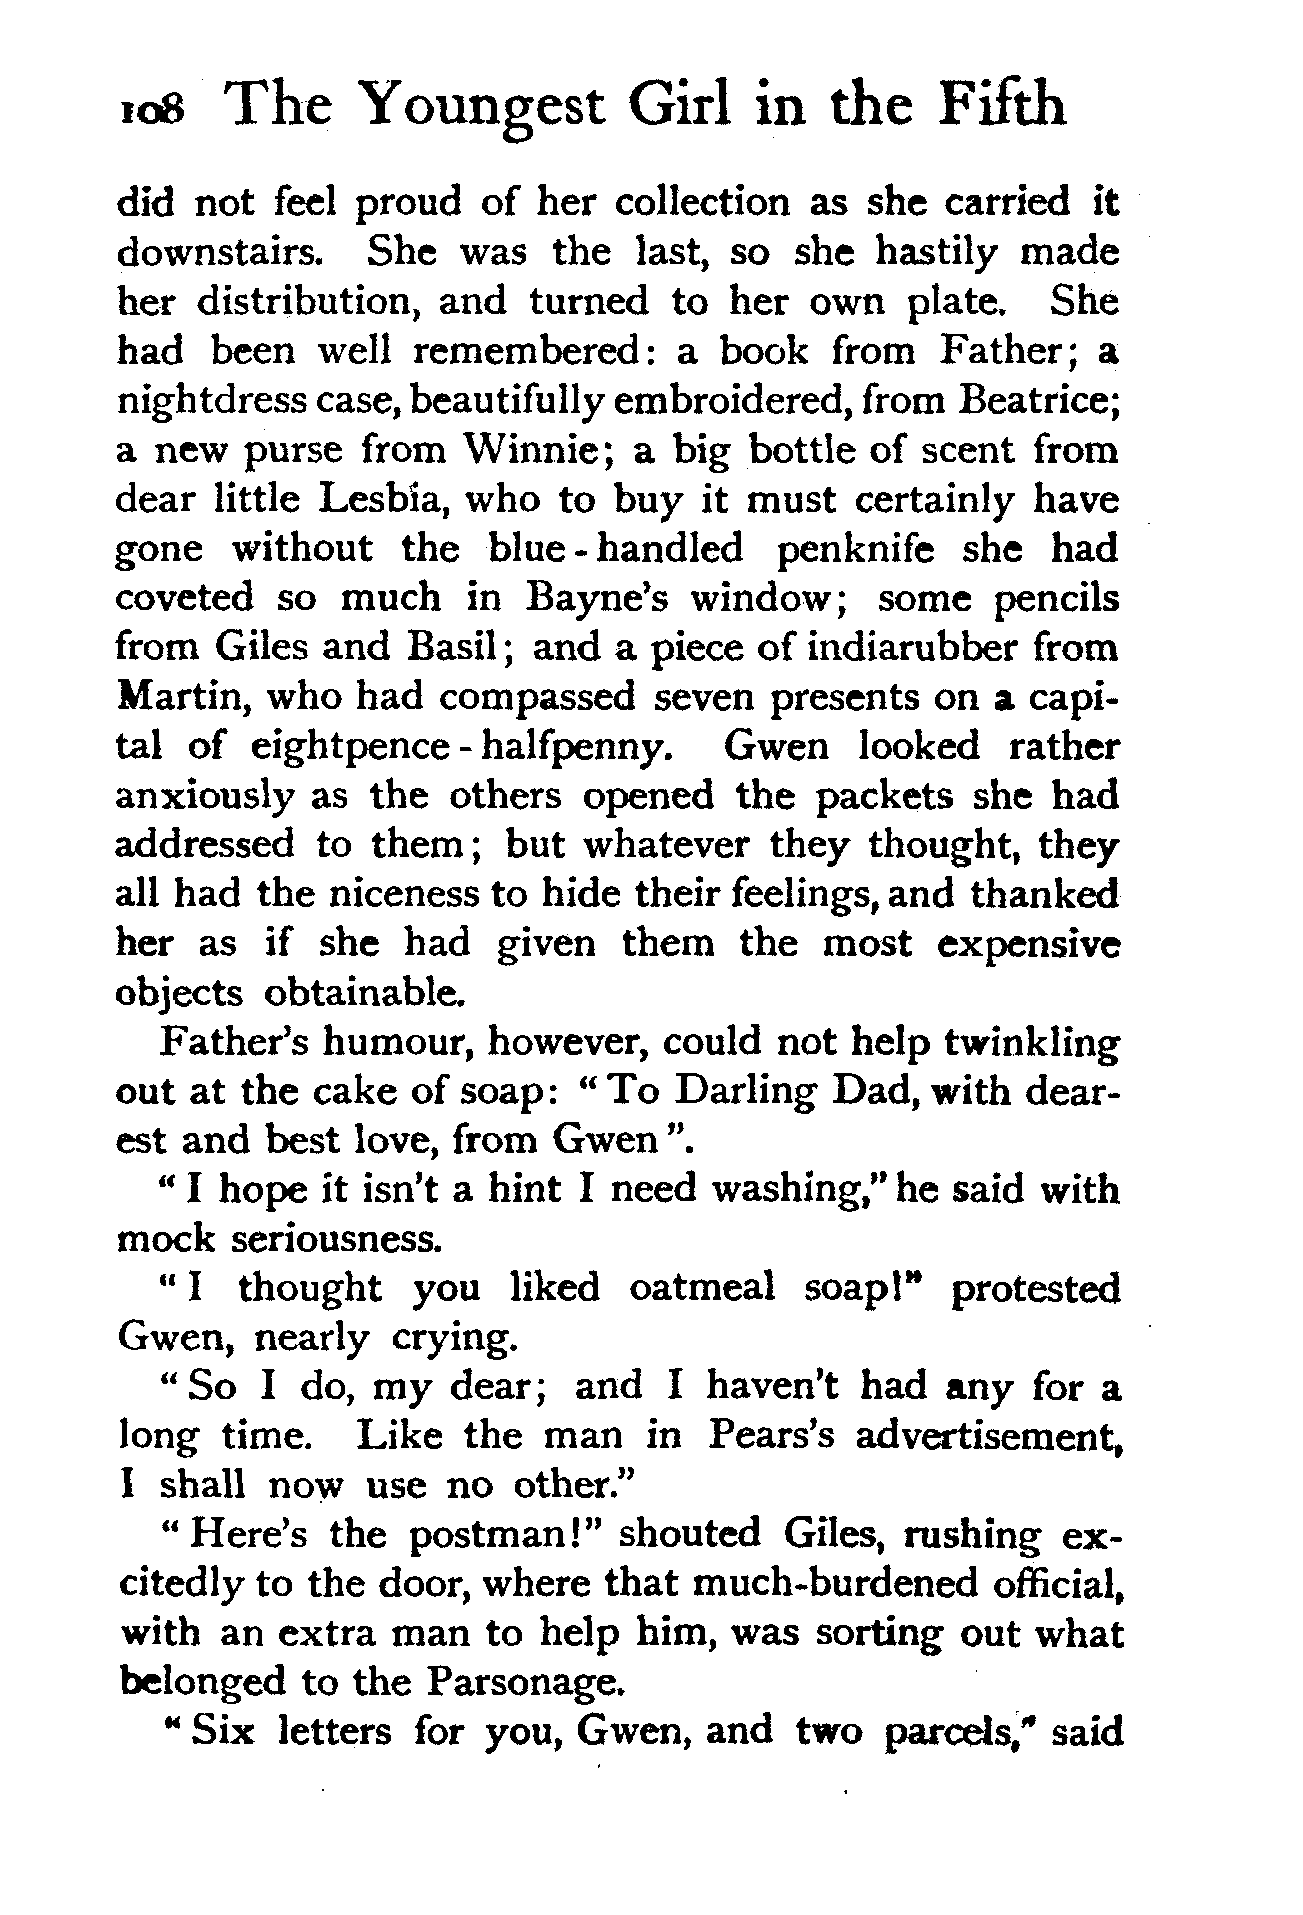 108 The Youngest Girl in the Fifth
did not feel proud of her collection as she carried it
downstairs. She was the last, so she hastily made
her distribution, and turned to her own plate. She
had been well remembered: a book from Father; a
nightdress case, beautifully embroidered, from Beatrice;
a new purse from Winnie; a big bottle of scent from
dear little Lesbia, who to buy it must certainly have
gone without the blue-handled penknife she had
coveted so much in Bayne's window; some pencils
from Giles and Basil; and a piece of indiarubber from
Martin, who had compassed seven presents on a capi-
tal of eightpence-halfpenny. Gwen looked rather
anxiously as the others opened the packets she had
addressed to them; but whatever they thought, they
all had the niceness to hide their feelings, and thanked
her as if she had given them the most expensive
objects obtainable.
Father's humour, however, could not help twinkling
out at the cake of soap: "To Darling Dad, with dear-
est and best love, from Gwen".
"I hope it isn't a hint I need washing," he said with
mock seriousness.
"I thought you liked oatmeal soap!" protested
Gwen, nearly crying.
"So I do, my dear; and I haven't had any for a
long time. Like the man in Pears's advertisement,
I shall now use no other."
"Here's the postman!" shouted Giles, rushing ex-
citedly to the door, where that much-burdened official,
with an extra man to help him, was sorting out what
belonged to the Parsonage.
"Six letters for you, Gwen, and two parcels," said